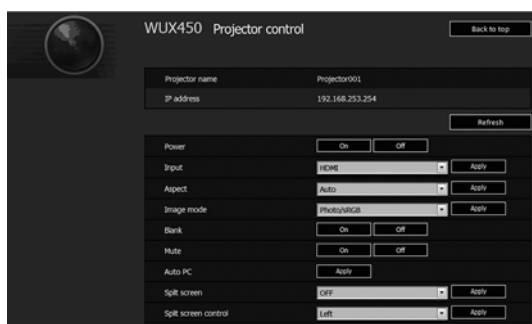 WUX450 Projector control
Back to top
Projector name Projector001
IP address 192.168.253.254
Refresh
Power On Off
Input HDMI Apply
Aspect Auto Apply
Image mode Photo/sRGB Apply
Blank On Off
Mute On Off
Auto PC Apply
Split screen OFF Apply
Split screen control Left Apply